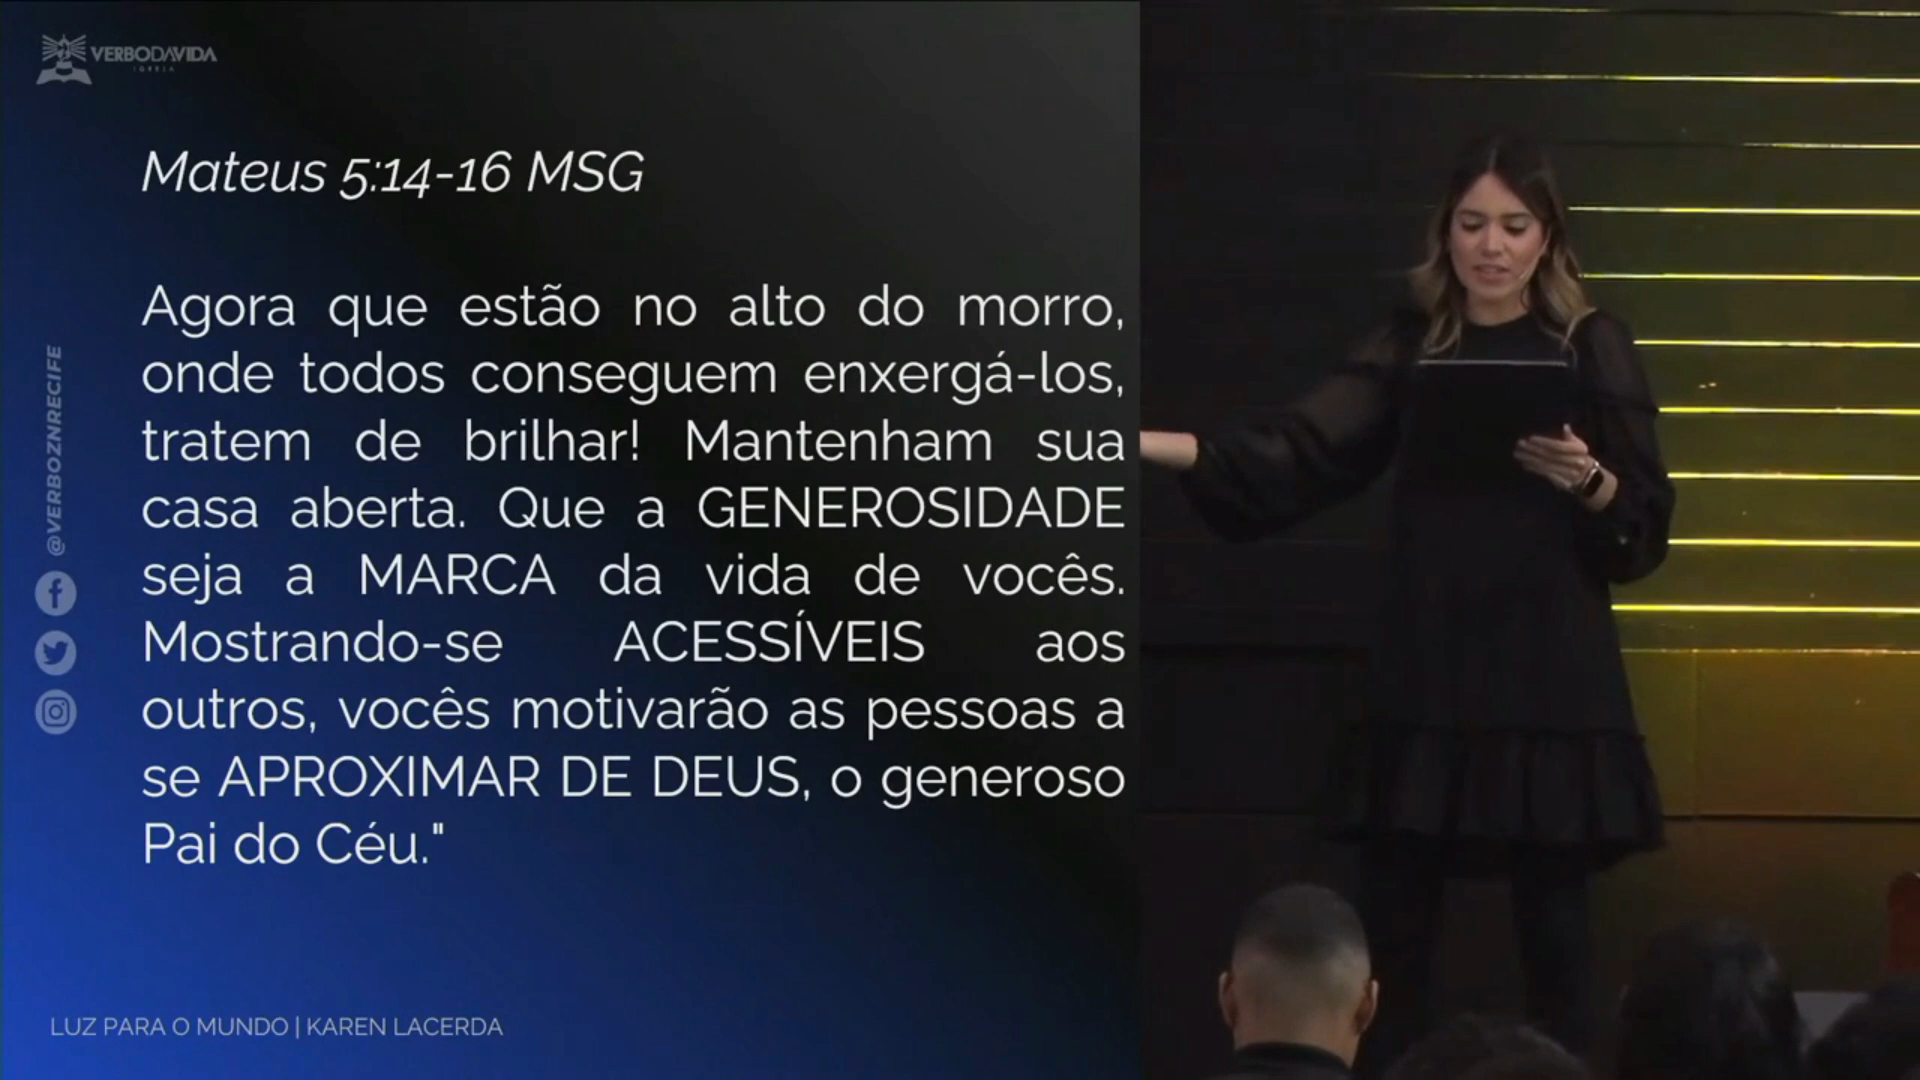 VERBODAVIDA
IGREJA
Mateus 5:14-16 MSG
Agora que estão no alto do morro,
onde todos conseguem enxergá-los,
tratem de brilhar! Mantenham sua
casa aberta. Que a GENEROSIDADE
seja a MARCA da vida de vocês.
Mostrando-se ACESSÍVEIS aos
outros, vocês motivarão as pessoas a
se APROXIMAR DE DEUS, o generoso
Pai do Céu."
@VERBOZNRECIFE
LUZ PARA O MUNDO | KAREN LACERDA